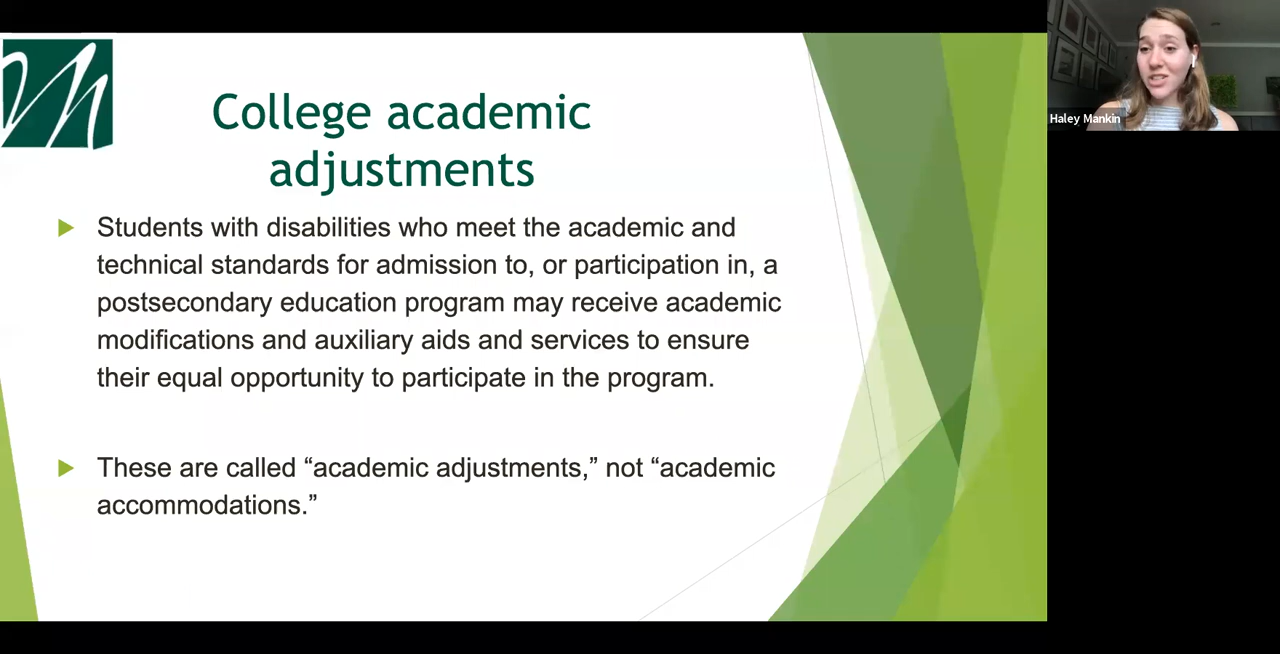 College academic
adjustments
Students with disabilities who meet the academic and
technical standards for admission to, or participation in, a
postsecondary education program may receive academic
modifications and auxiliary aids and services to ensure
their equal opportunity to participate in the program.
These are called “academic adjustments,” not “academic
accommodations.”
Haley Mankin